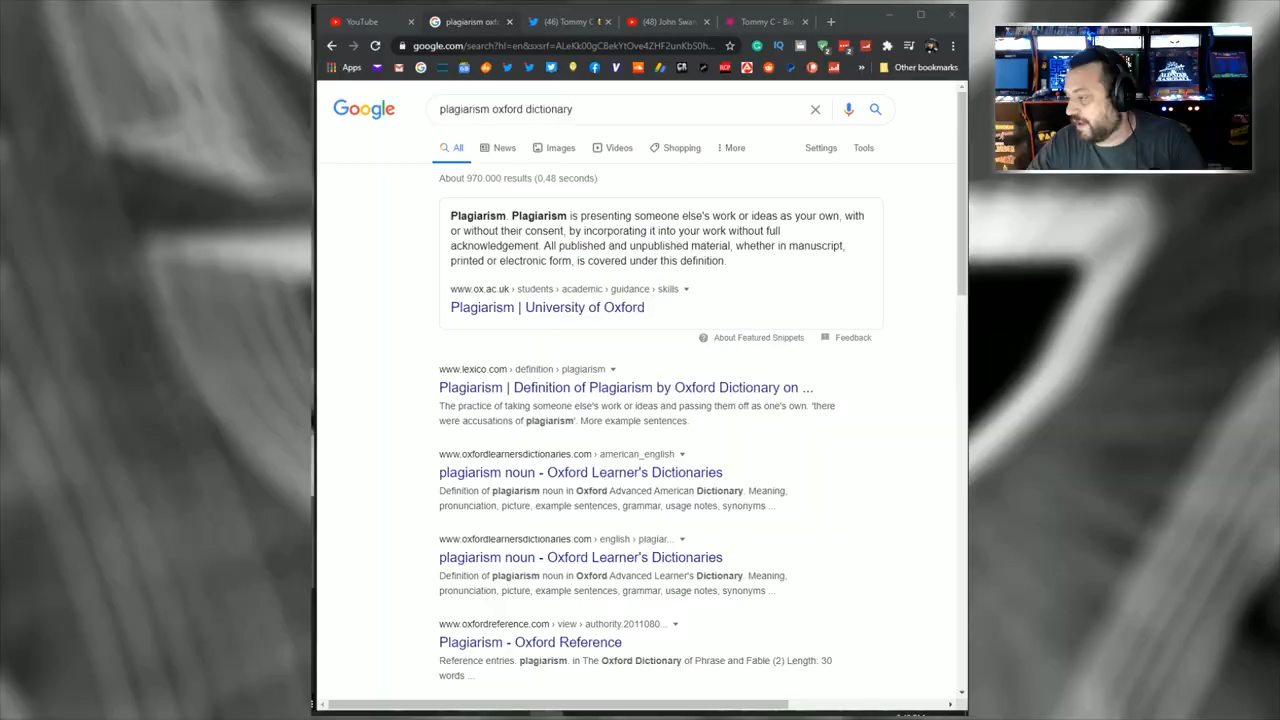 YouTube
plagiarism oxf
(46) Tommy C
(48) John Swan
Tommy C - Bio
google.com/search?hl=en&sxsrf=ALeKk00gCBekYtOve4ZHF2unKbS0h...
Apps
Other bookmarks
Google
plagiarism oxford dictionary
All
News
Images
Videos
Shopping
More
Settings
Tools
About 970.000 results (0,48 seconds)
Plagiarism. Plagiarism is presenting someone else's work or ideas as your own, with
or without their consent, by incorporating it into your work without full
acknowledgement. All published and unpublished material, whether in manuscript,
printed or electronic form, is covered under this definition.
www.ox.ac.uk › students › academic › guidance › skills
Plagiarism | University of Oxford
About Featured Snippets
Feedback
www.lexico.com › definition › plagiarism
Plagiarism | Definition of Plagiarism by Oxford Dictionary on ...
The practice of taking someone else's work or ideas and passing them off as one's own. 'there
were accusations of plagiarism'. More example sentences.
www.oxfordlearnersdictionaries.com › american_english
plagiarism noun - Oxford Learner's Dictionaries
Definition of plagiarism noun in Oxford Advanced American Dictionary. Meaning,
pronunciation, picture, example sentences, grammar, usage notes, synonyms ...
www.oxfordlearnersdictionaries.com › english › plagiar...
plagiarism noun - Oxford Learner's Dictionaries
Definition of plagiarism noun in Oxford Advanced Learner's Dictionary. Meaning,
pronunciation, picture, example sentences, grammar, usage notes, synonyms ...
www.oxfordreference.com › view › authority.2011080...
Plagiarism - Oxford Reference
Reference entries. plagiarism. in The Oxford Dictionary of Phrase and Fable (2) Length: 30
words ...